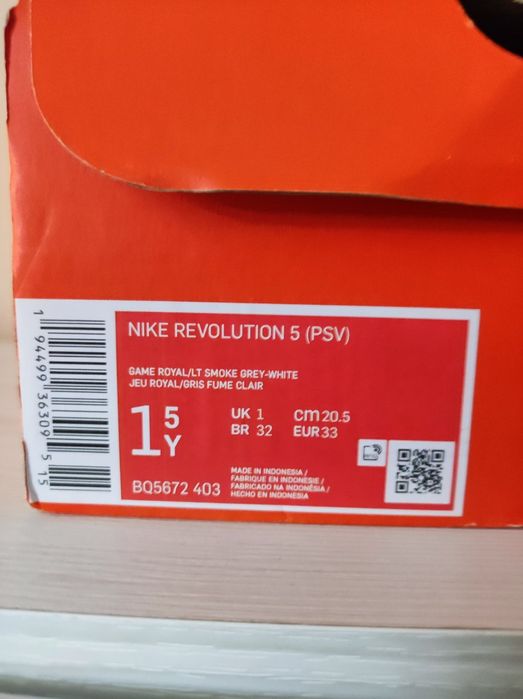 NIKE REVOLUTION 5 (PSV)
GAME ROYAL/LT SMOKE GREY-WHITE
JEU ROYAL/GRIS FUME CLAIR
1 5 Y
UK 1 cm 20.5
BR 32 EUR 33
BQ5672 403
MADE IN INDONESIA /
FABRIQUE EN INDONESIE /
FABRICADO NA INDONÉSIA /
HECHO EN INDONESIA
1 94499 36309 5 15